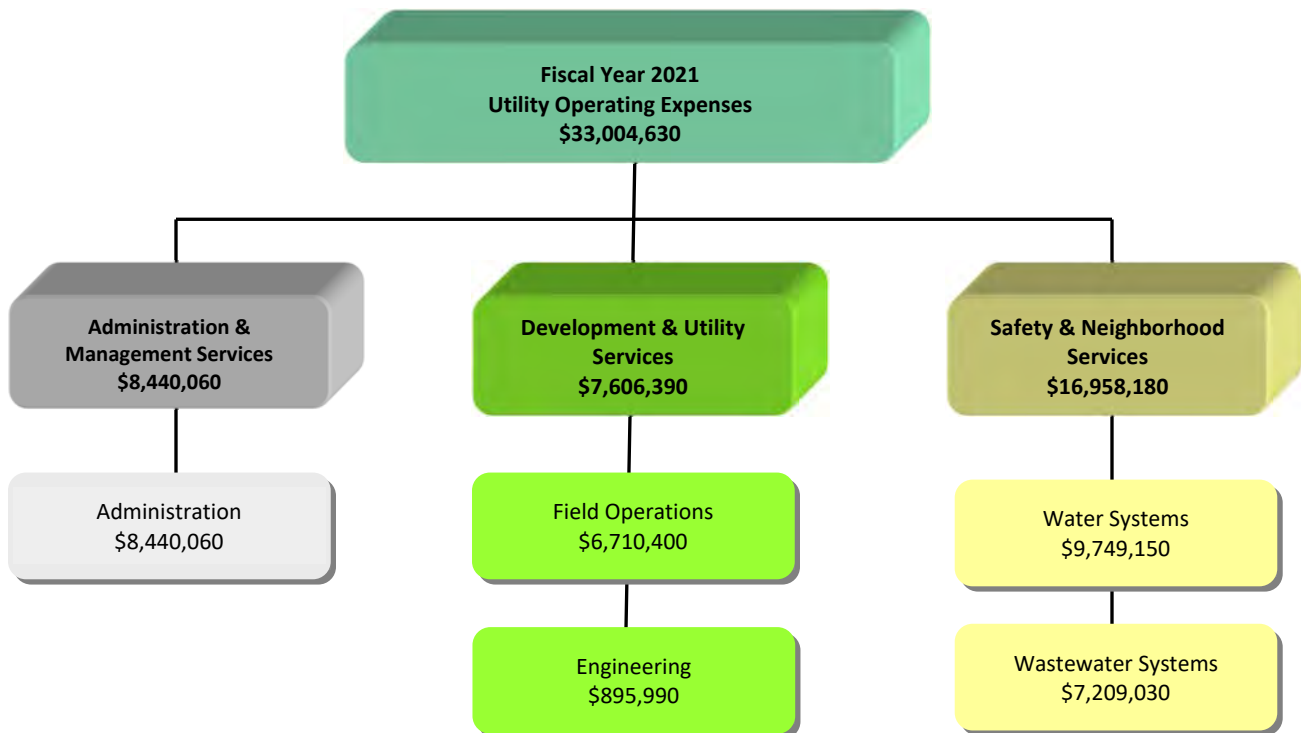 Fiscal Year 2021
Utility Operating Expenses
$33,004,630
Administration &
Management Services
$8,440,060
Development & Utility
Services
$7,606,390
Safety & Neighborhood
Services
$16,958,180
Administration
$8,440,060
Field Operations
$6,710,400
Water Systems
$9,749,150
Engineering
$895,990
Wastewater Systems
$7,209,030